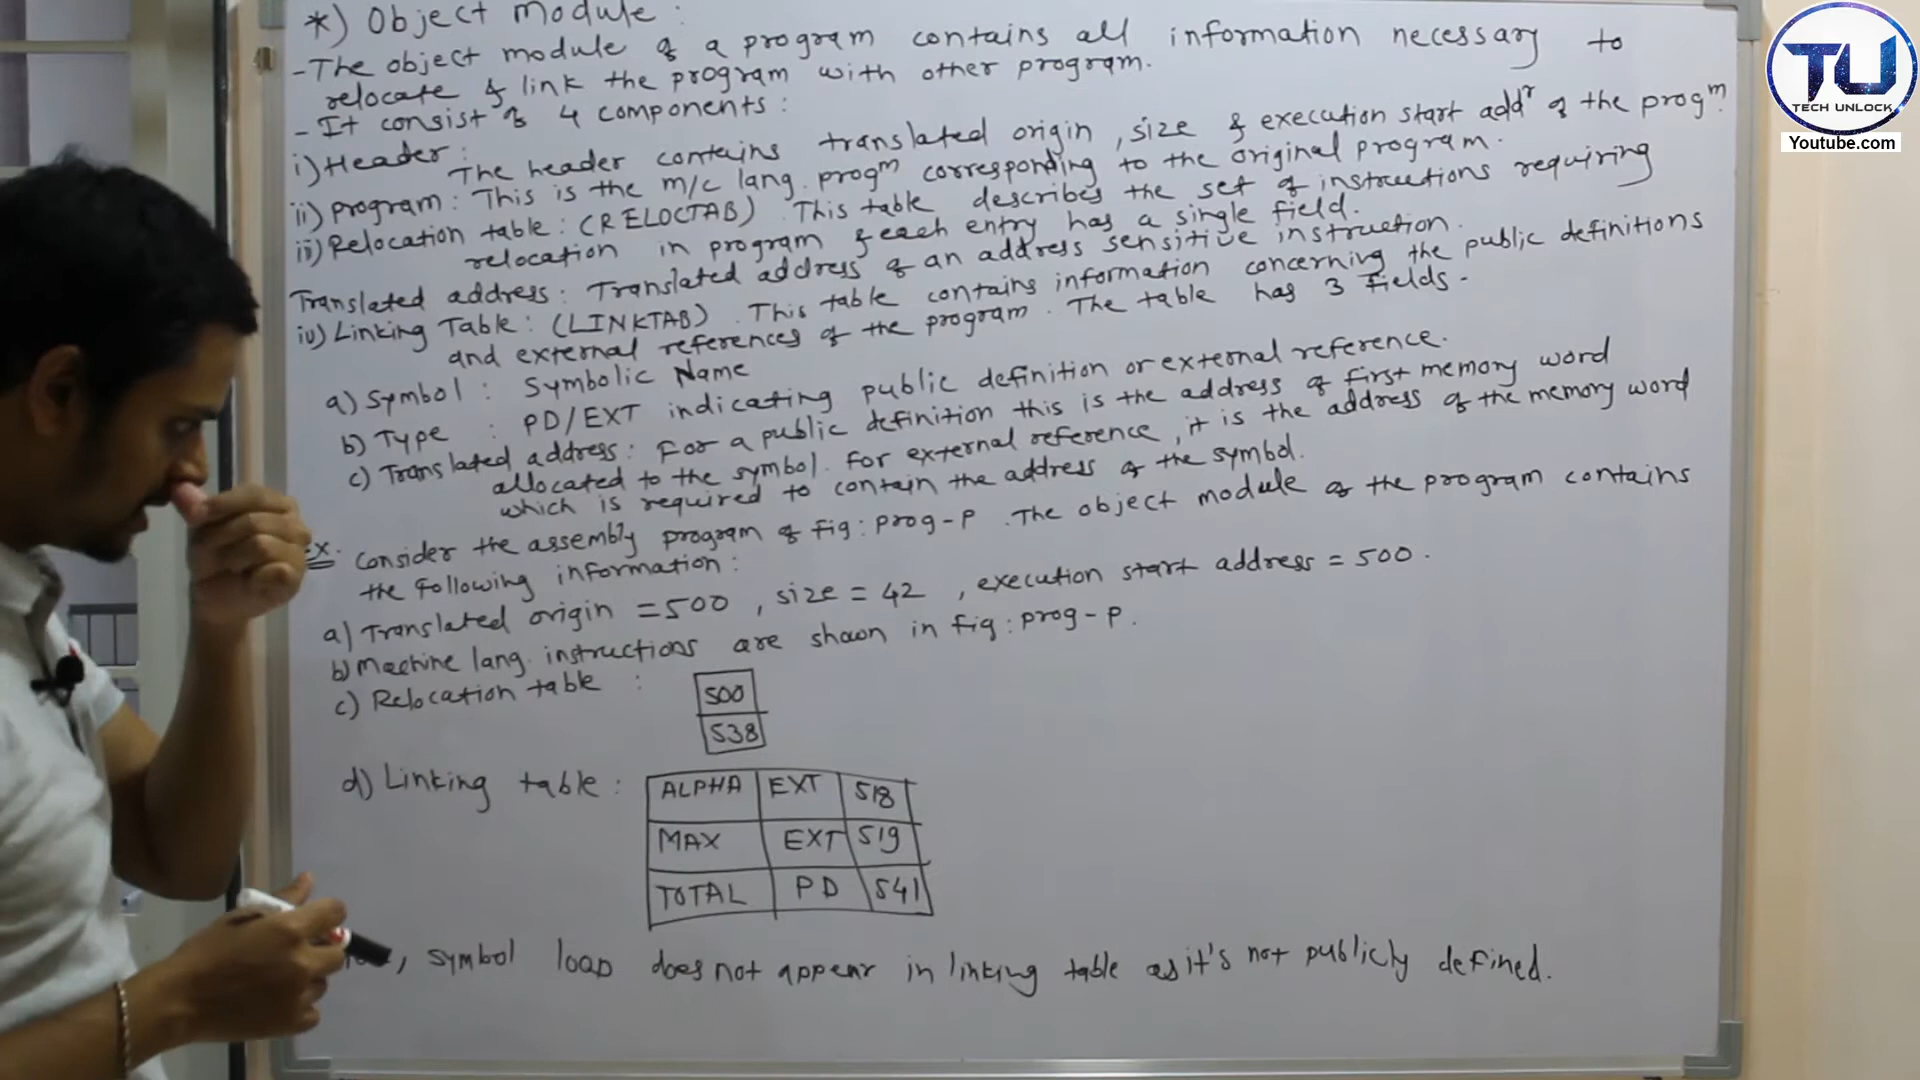 *) Object Module :
- The object module of a program contains all information necessary to
relocate & link the program with other program.
- It consist of 4 components :
i) Header :
The header contains translated origin, size & execution start addr of the progm.
ii) Program : This is the m/c lang. progm corresponding to the original program.
iii) Relocation table : (RELOCTAB) . This table describes the set of instructions requiring
relocation in program & each entry has a single field.
Translated address : Translated address of an address sensitive instruction.
iv) Linking Table : (LINKTAB) . This table contains information concerning the public definitions
and external references of the program. The table has 3 fields.
a) Symbol : Symbolic Name
b) Type : PD/EXT indicating public definition or external reference.
c) Translated address : For a public definition this is the address of first memory word
allocated to the symbol. For external reference, it is the address of the memory word
which is required to contain the address of the symbol.
Ex. Consider the assembly program of fig : prog-P. The object module of the program contains
the following information :
a) Translated origin = 500 , size = 42 , execution start address = 500.
b) Machine lang. instructions are shown in fig : prog-P.
c) Relocation table : 500
538
d) Linking table : ALPHA EXT 518
MAX EXT 519
TOTAL PD 541
, symbol LOOP does not appear in linking table as it's not publicly defined.
TU
TECH UNLOCK
Youtube.com